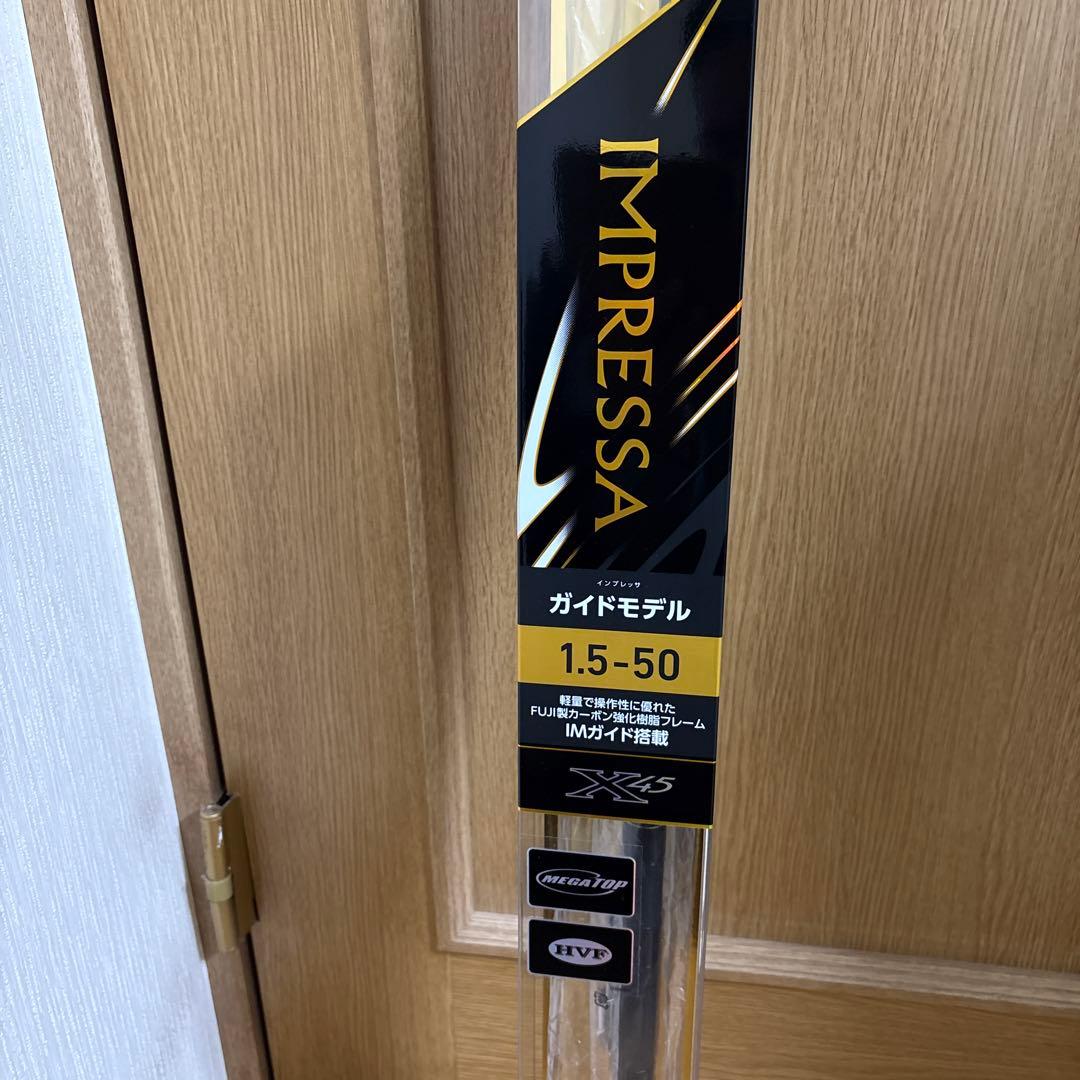 IMPRESSA
インプレッサ
ガイドモデル
1.5-50
軽量で操作性に優れた
FUJI製カーボン強化樹脂フレーム
IMガイド搭載
X45
MEGATOP
HVF